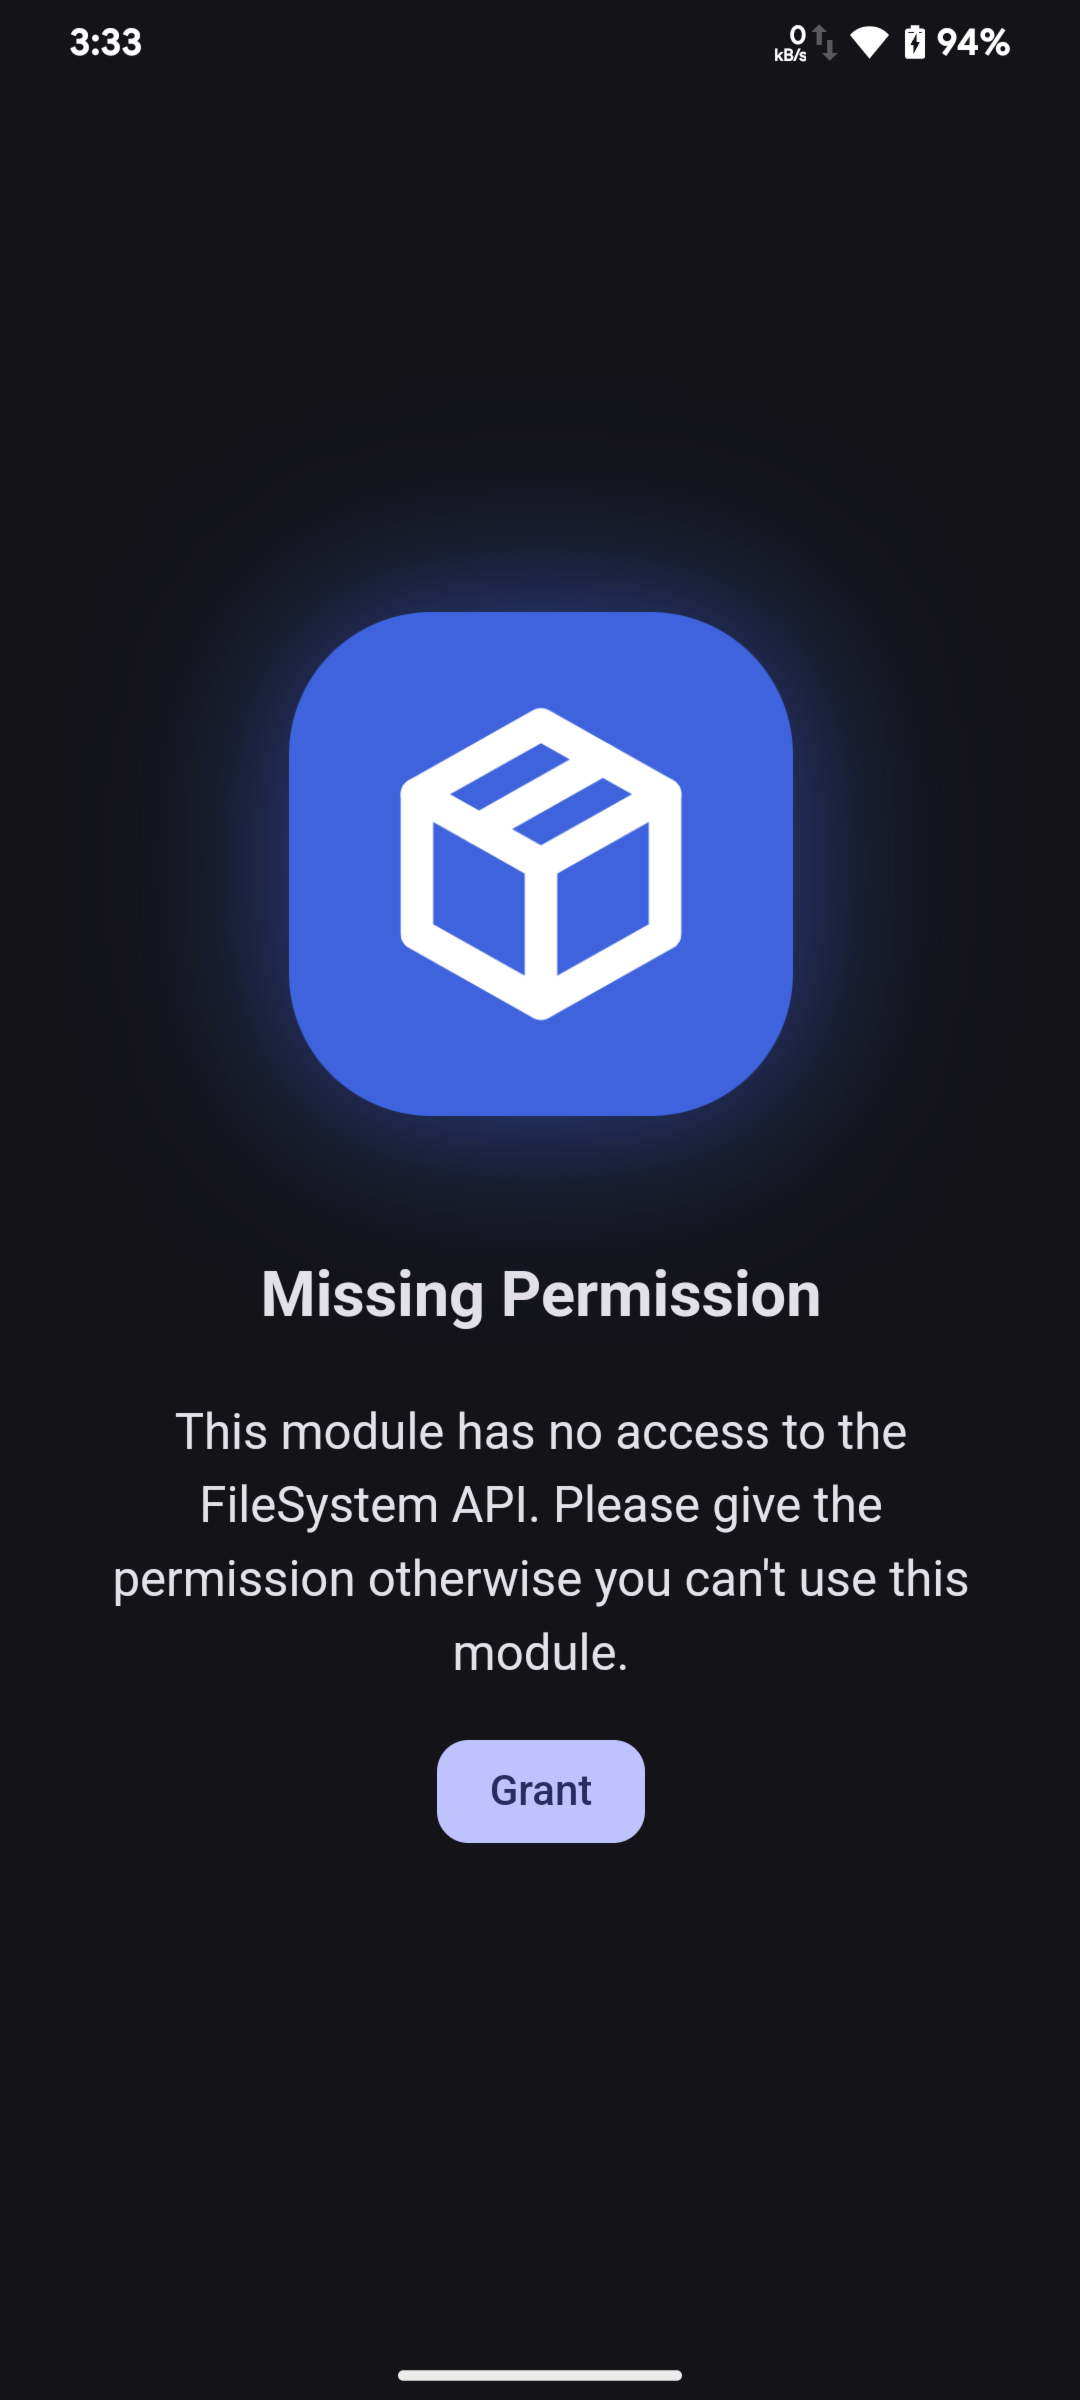 3:33
0
kB/s
94%
Missing Permission
This module has no access to the
FileSystem API. Please give the
permission otherwise you can't use this
module.
Grant